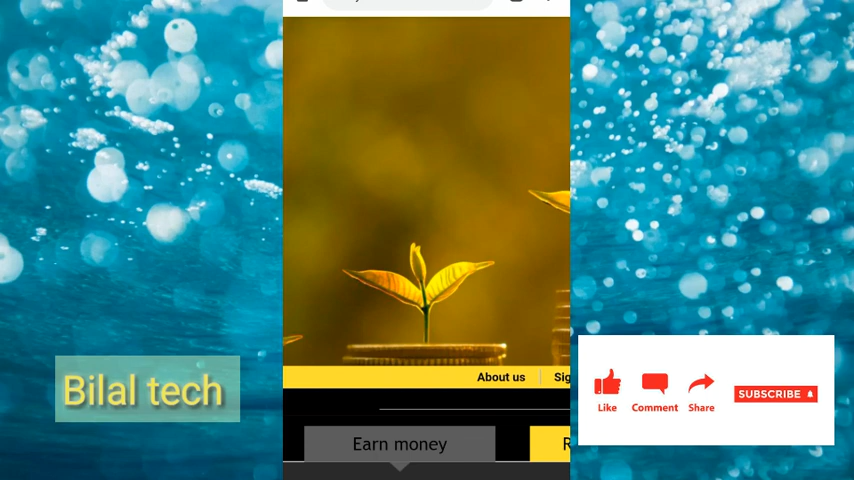 About us
Earn money
Bilal tech
Like
Comment
Share
SUBSCRIBE